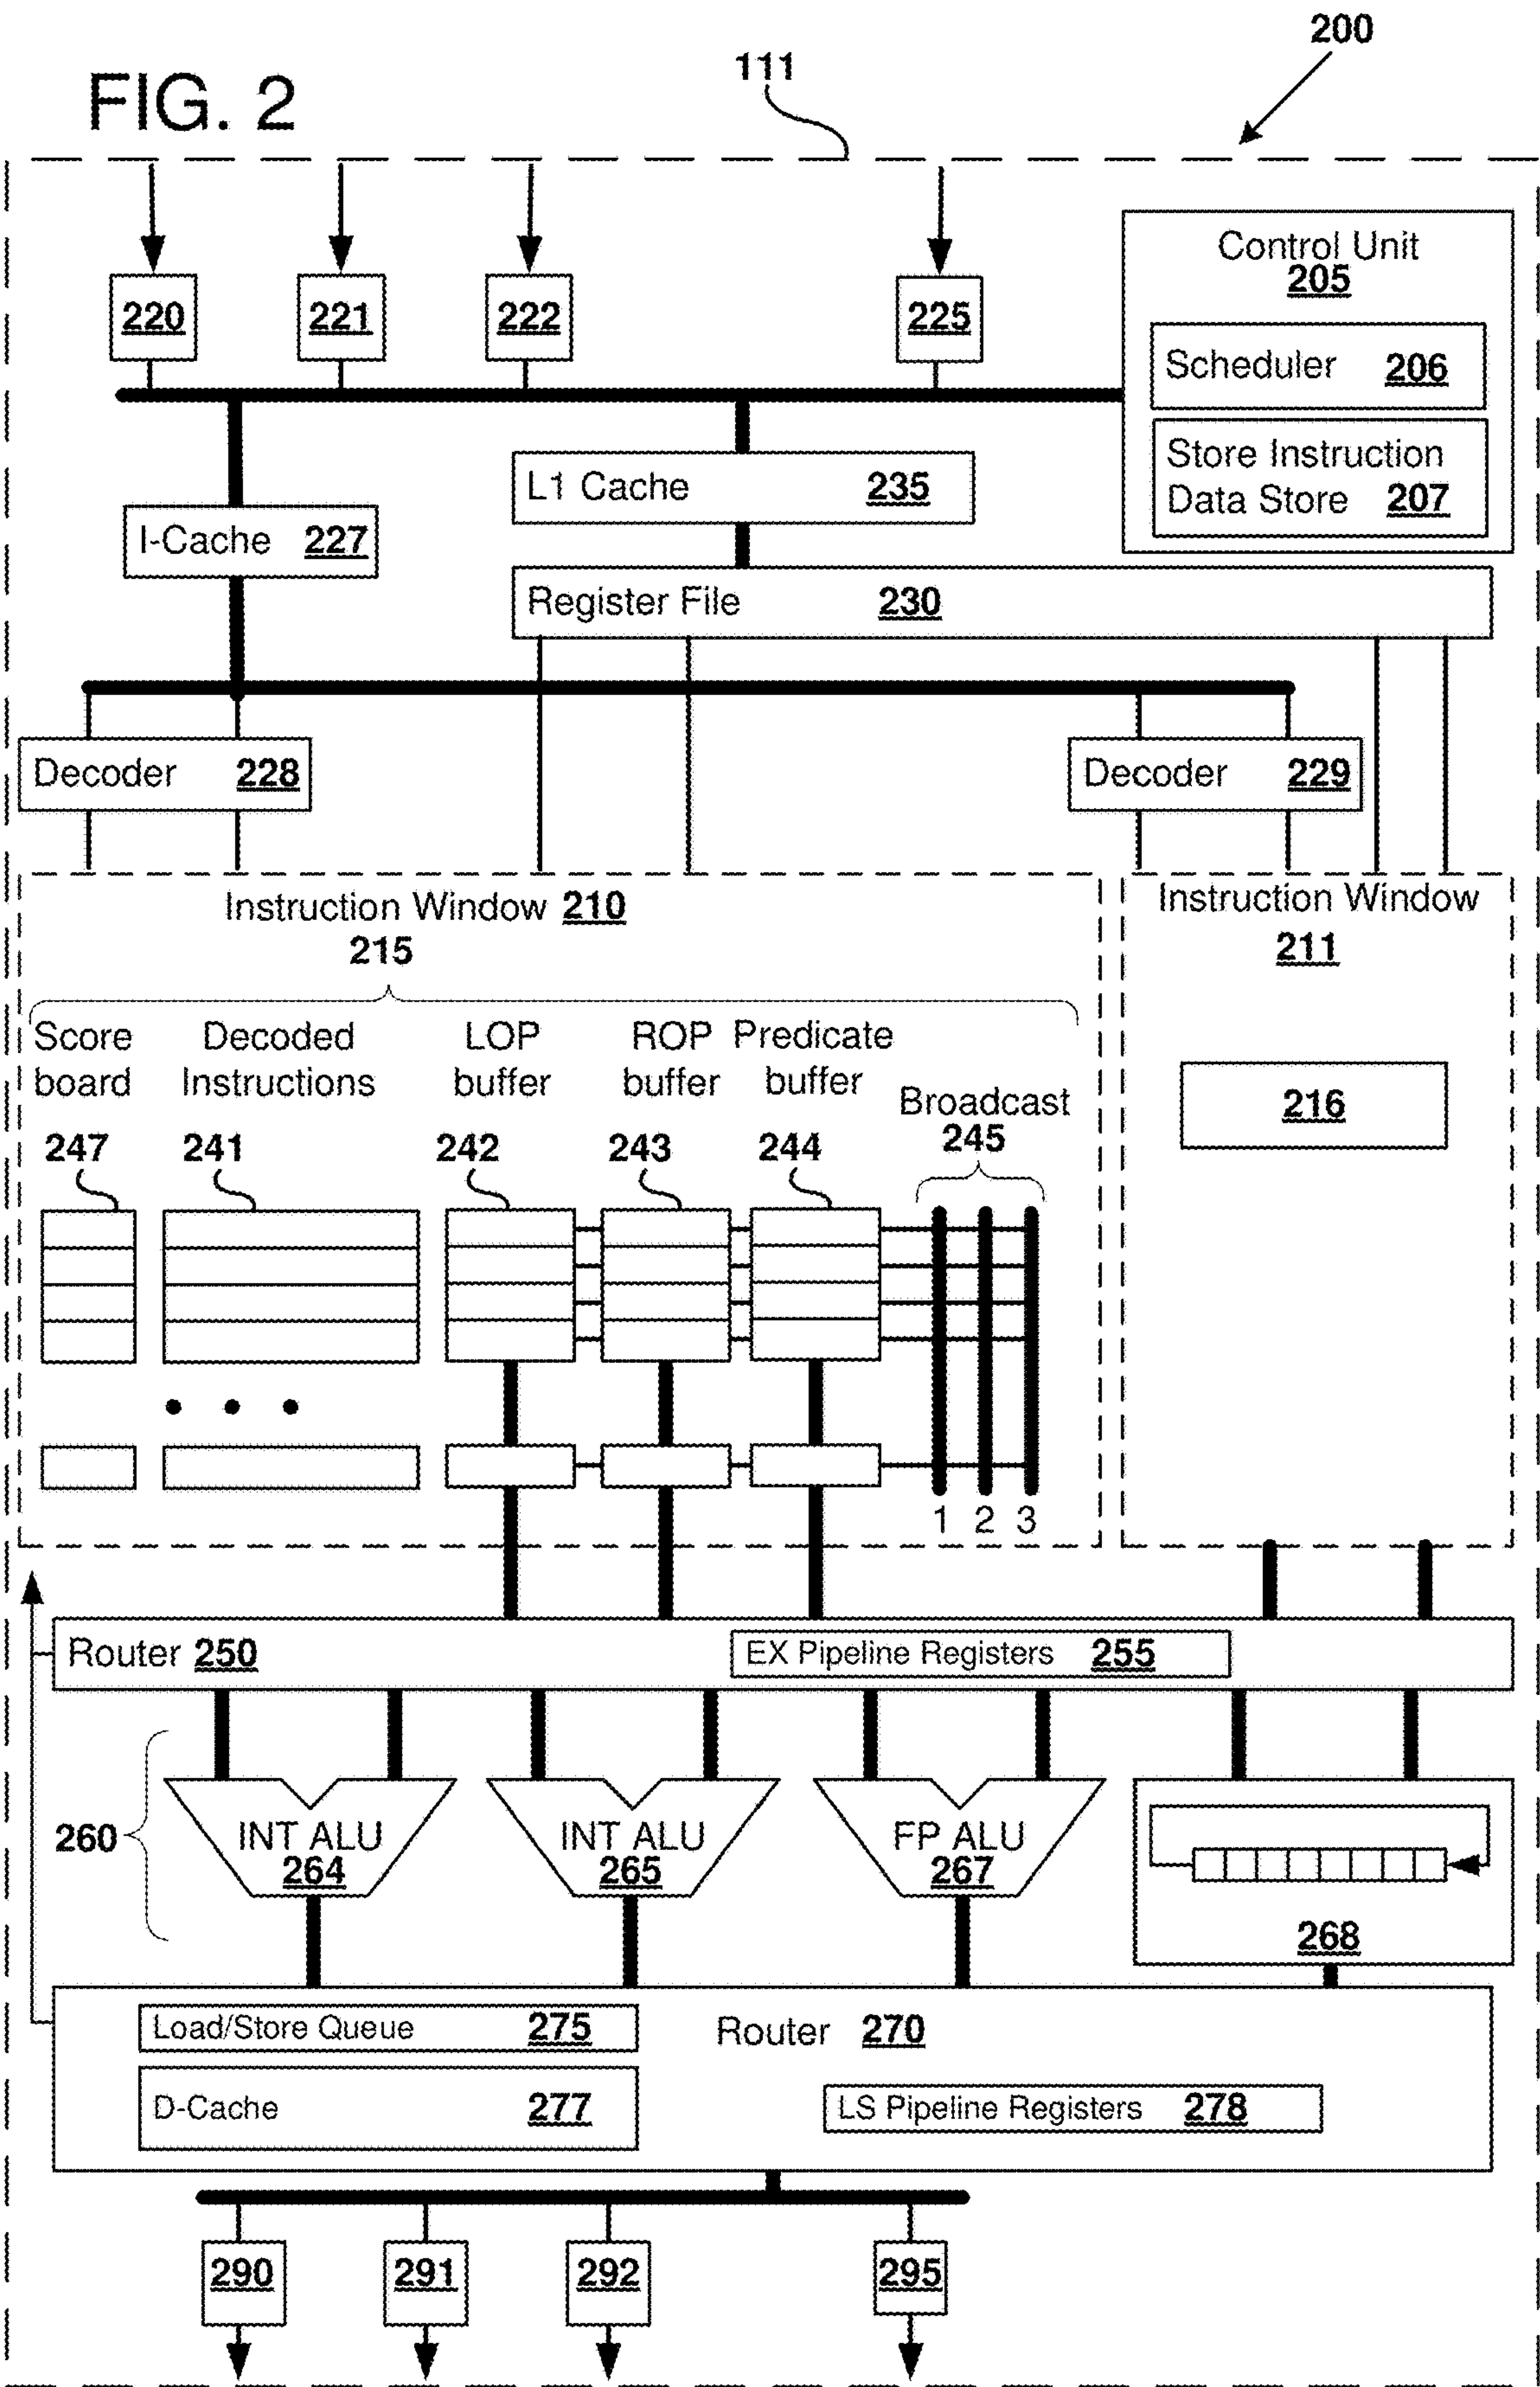 200
111
FIG. 2
Control Unit
205
220
221
222
225
Scheduler 206
Store Instruction
Data Store 207
L1 Cache 235
I-Cache 227
Register File 230
Decoder 228
Decoder 229
Instruction Window 210
215
Instruction Window
211
Score
board
Decoded
Instructions
LOP
buffer
ROP
buffer
Predicate
buffer
Broadcast
245
216
247
241
242
243
244
1 2 3
Router 250
EX Pipeline Registers 255
260
INT ALU
264
INT ALU
265
FP ALU
267
268
Load/Store Queue 275
Router 270
D-Cache 277
LS Pipeline Registers 278
290
291
292
295